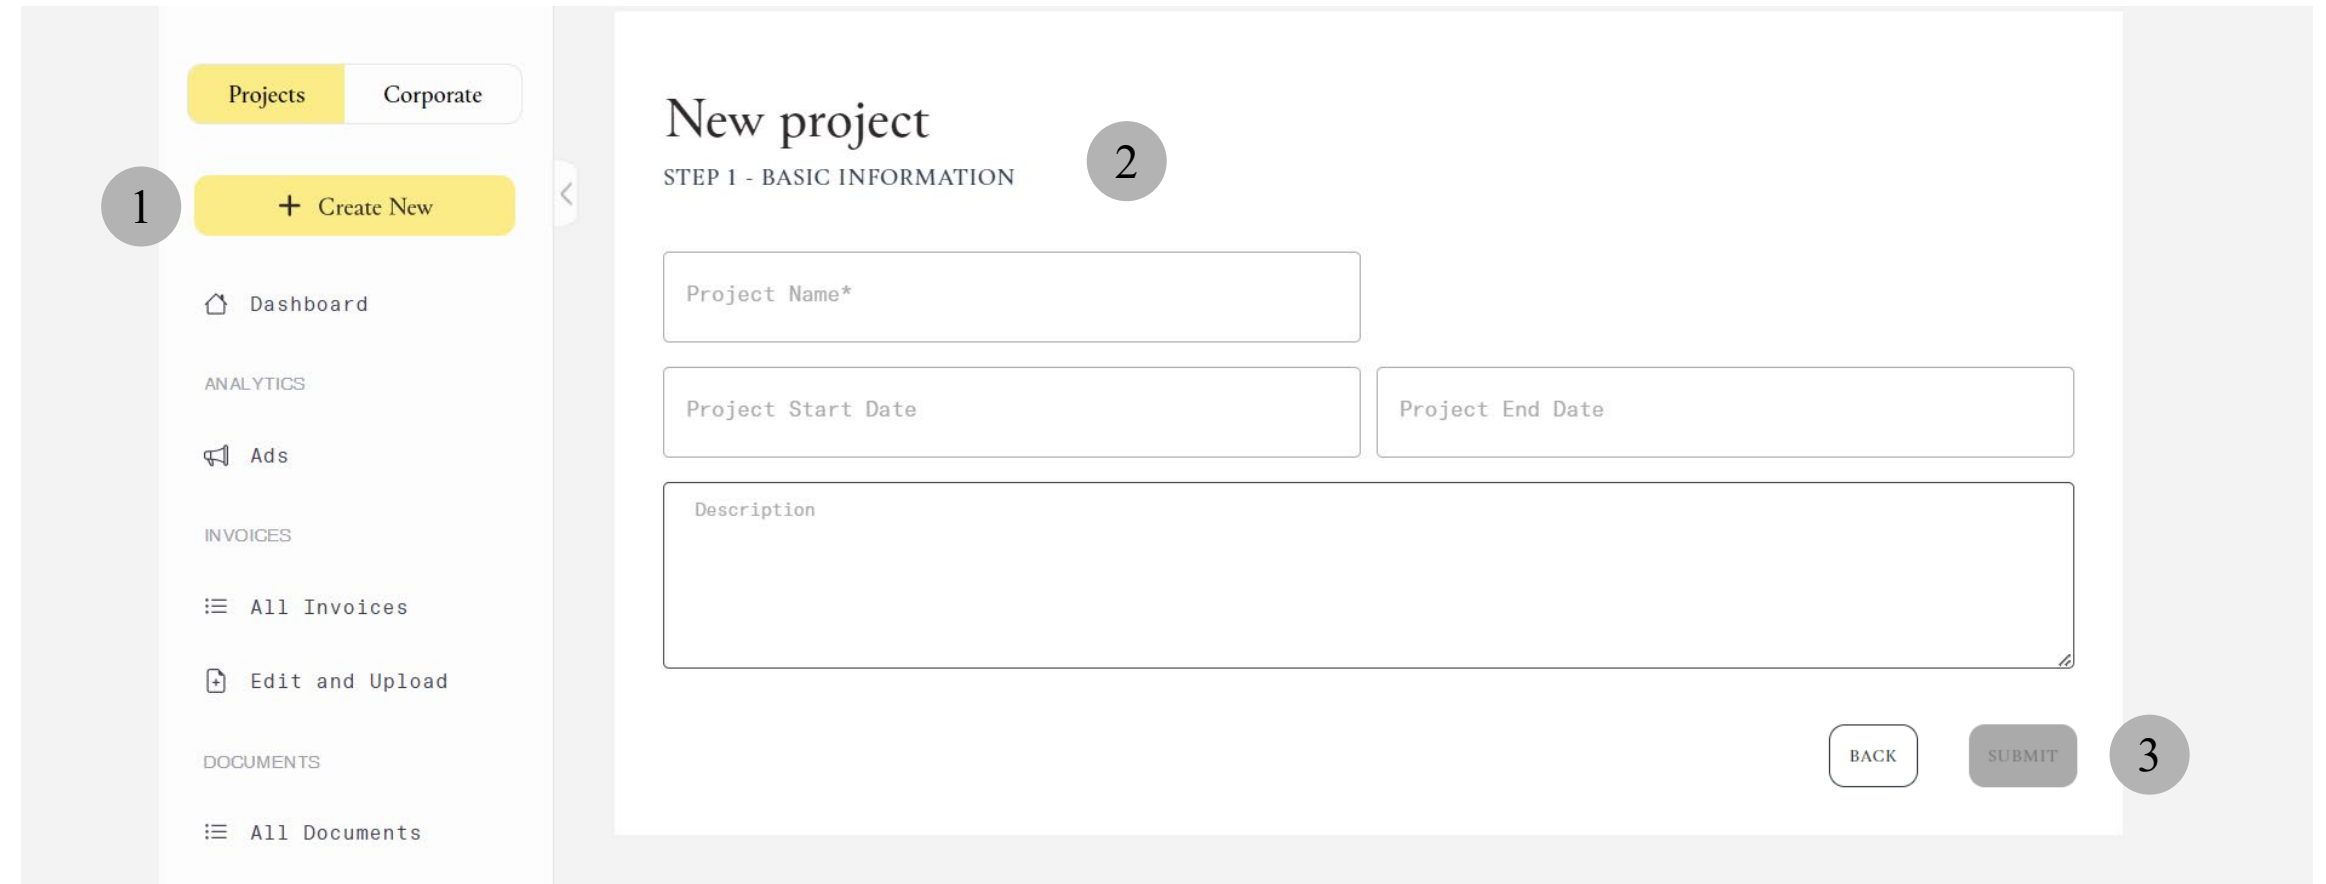 Projects Corporate
1
+ Create New
Dashboard
ANALYTICS
Ads
INVOICES
All Invoices
Edit and Upload
DOCUMENTS
All Documents
New project
STEP 1 - BASIC INFORMATION
2
Project Name*
Project Start Date
Project End Date
Description
BACK
SUBMIT
3